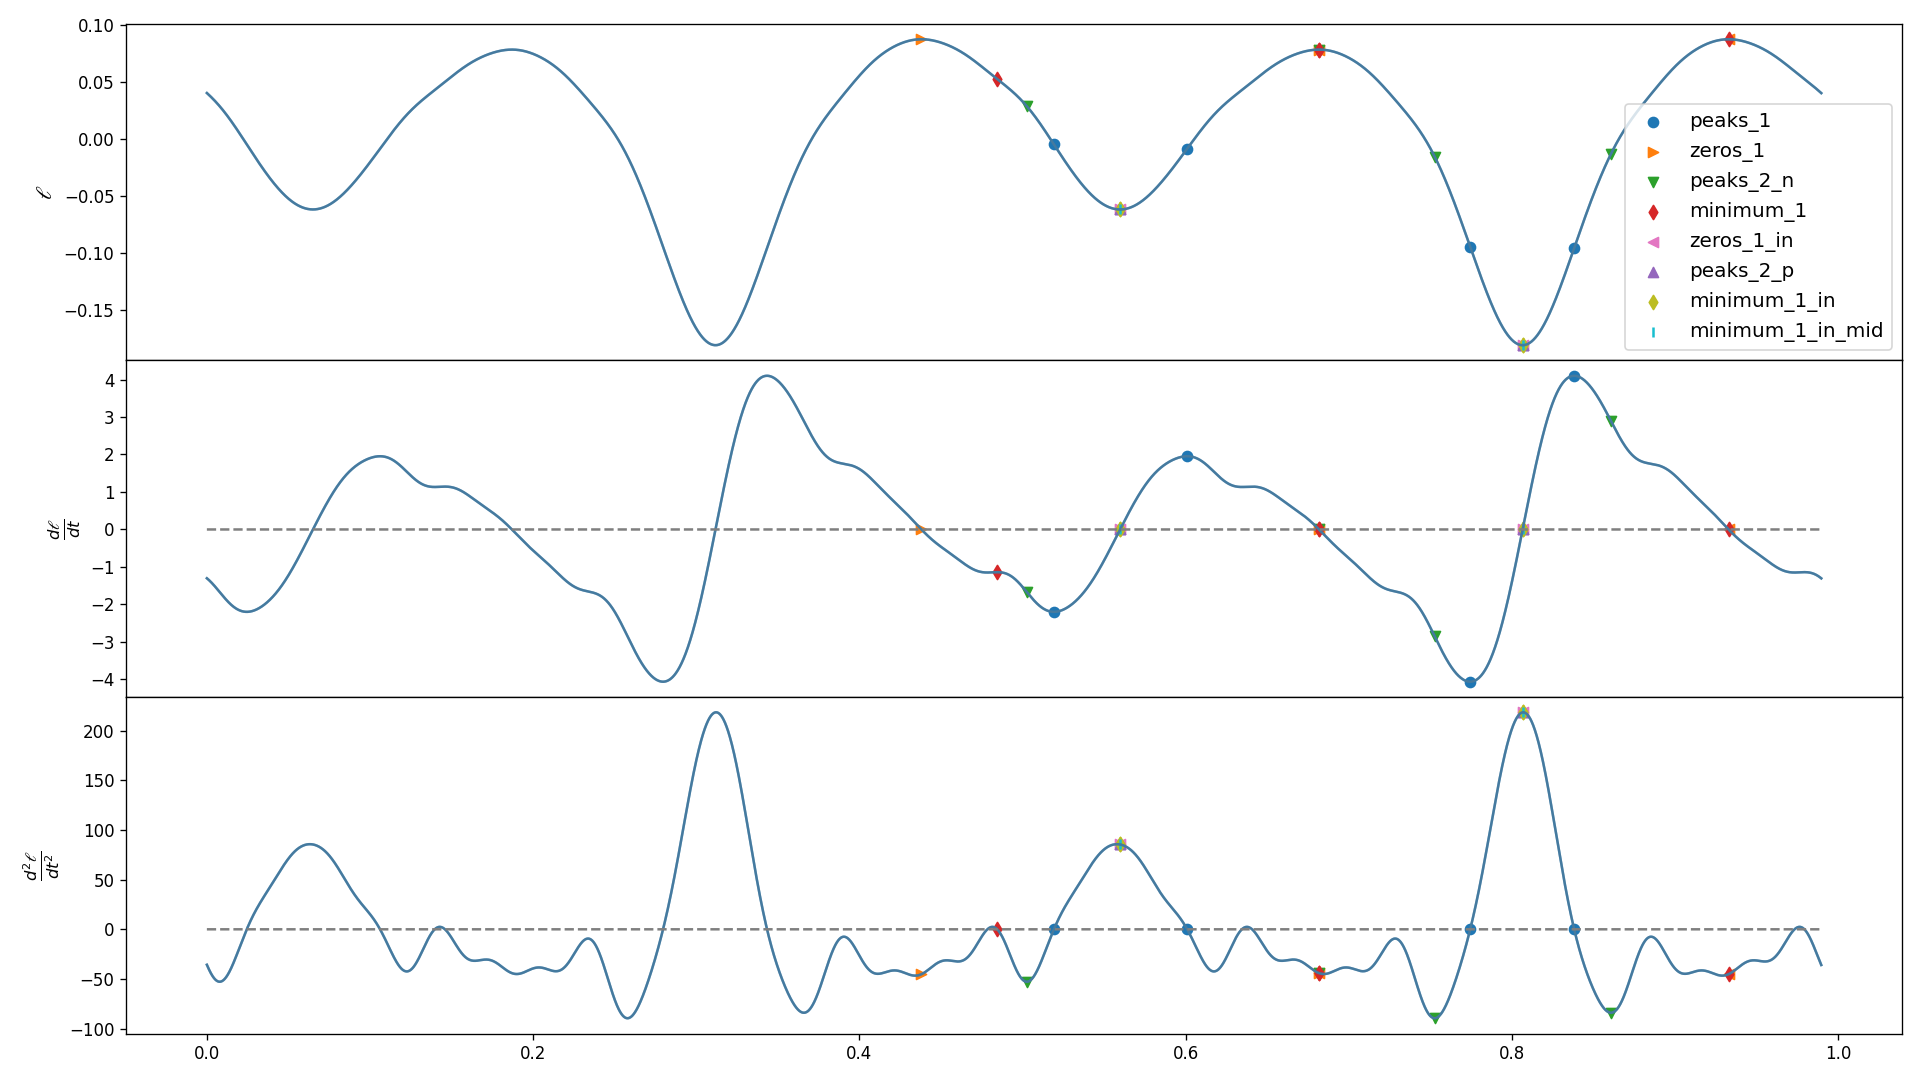 0.10
0.05
0.00
−0.05
−0.10
−0.15
ℓ
peaks_1
zeros_1
peaks_2_n
minimum_1
zeros_1_in
peaks_2_p
minimum_1_in
minimum_1_in_mid
4
3
2
1
0
−1
−2
−3
−4
dℓ
dt
200
150
100
50
0
−50
−100
d²ℓ
dt²
0.0 0.2 0.4 0.6 0.8 1.0